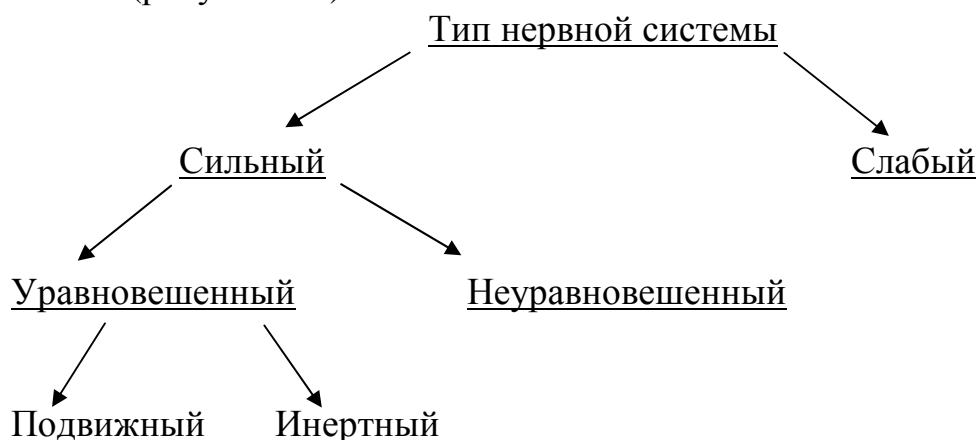 Тип нервной системы
Сильный Слабый
Уравновешенный Неуравновешенный
Подвижный Инертный